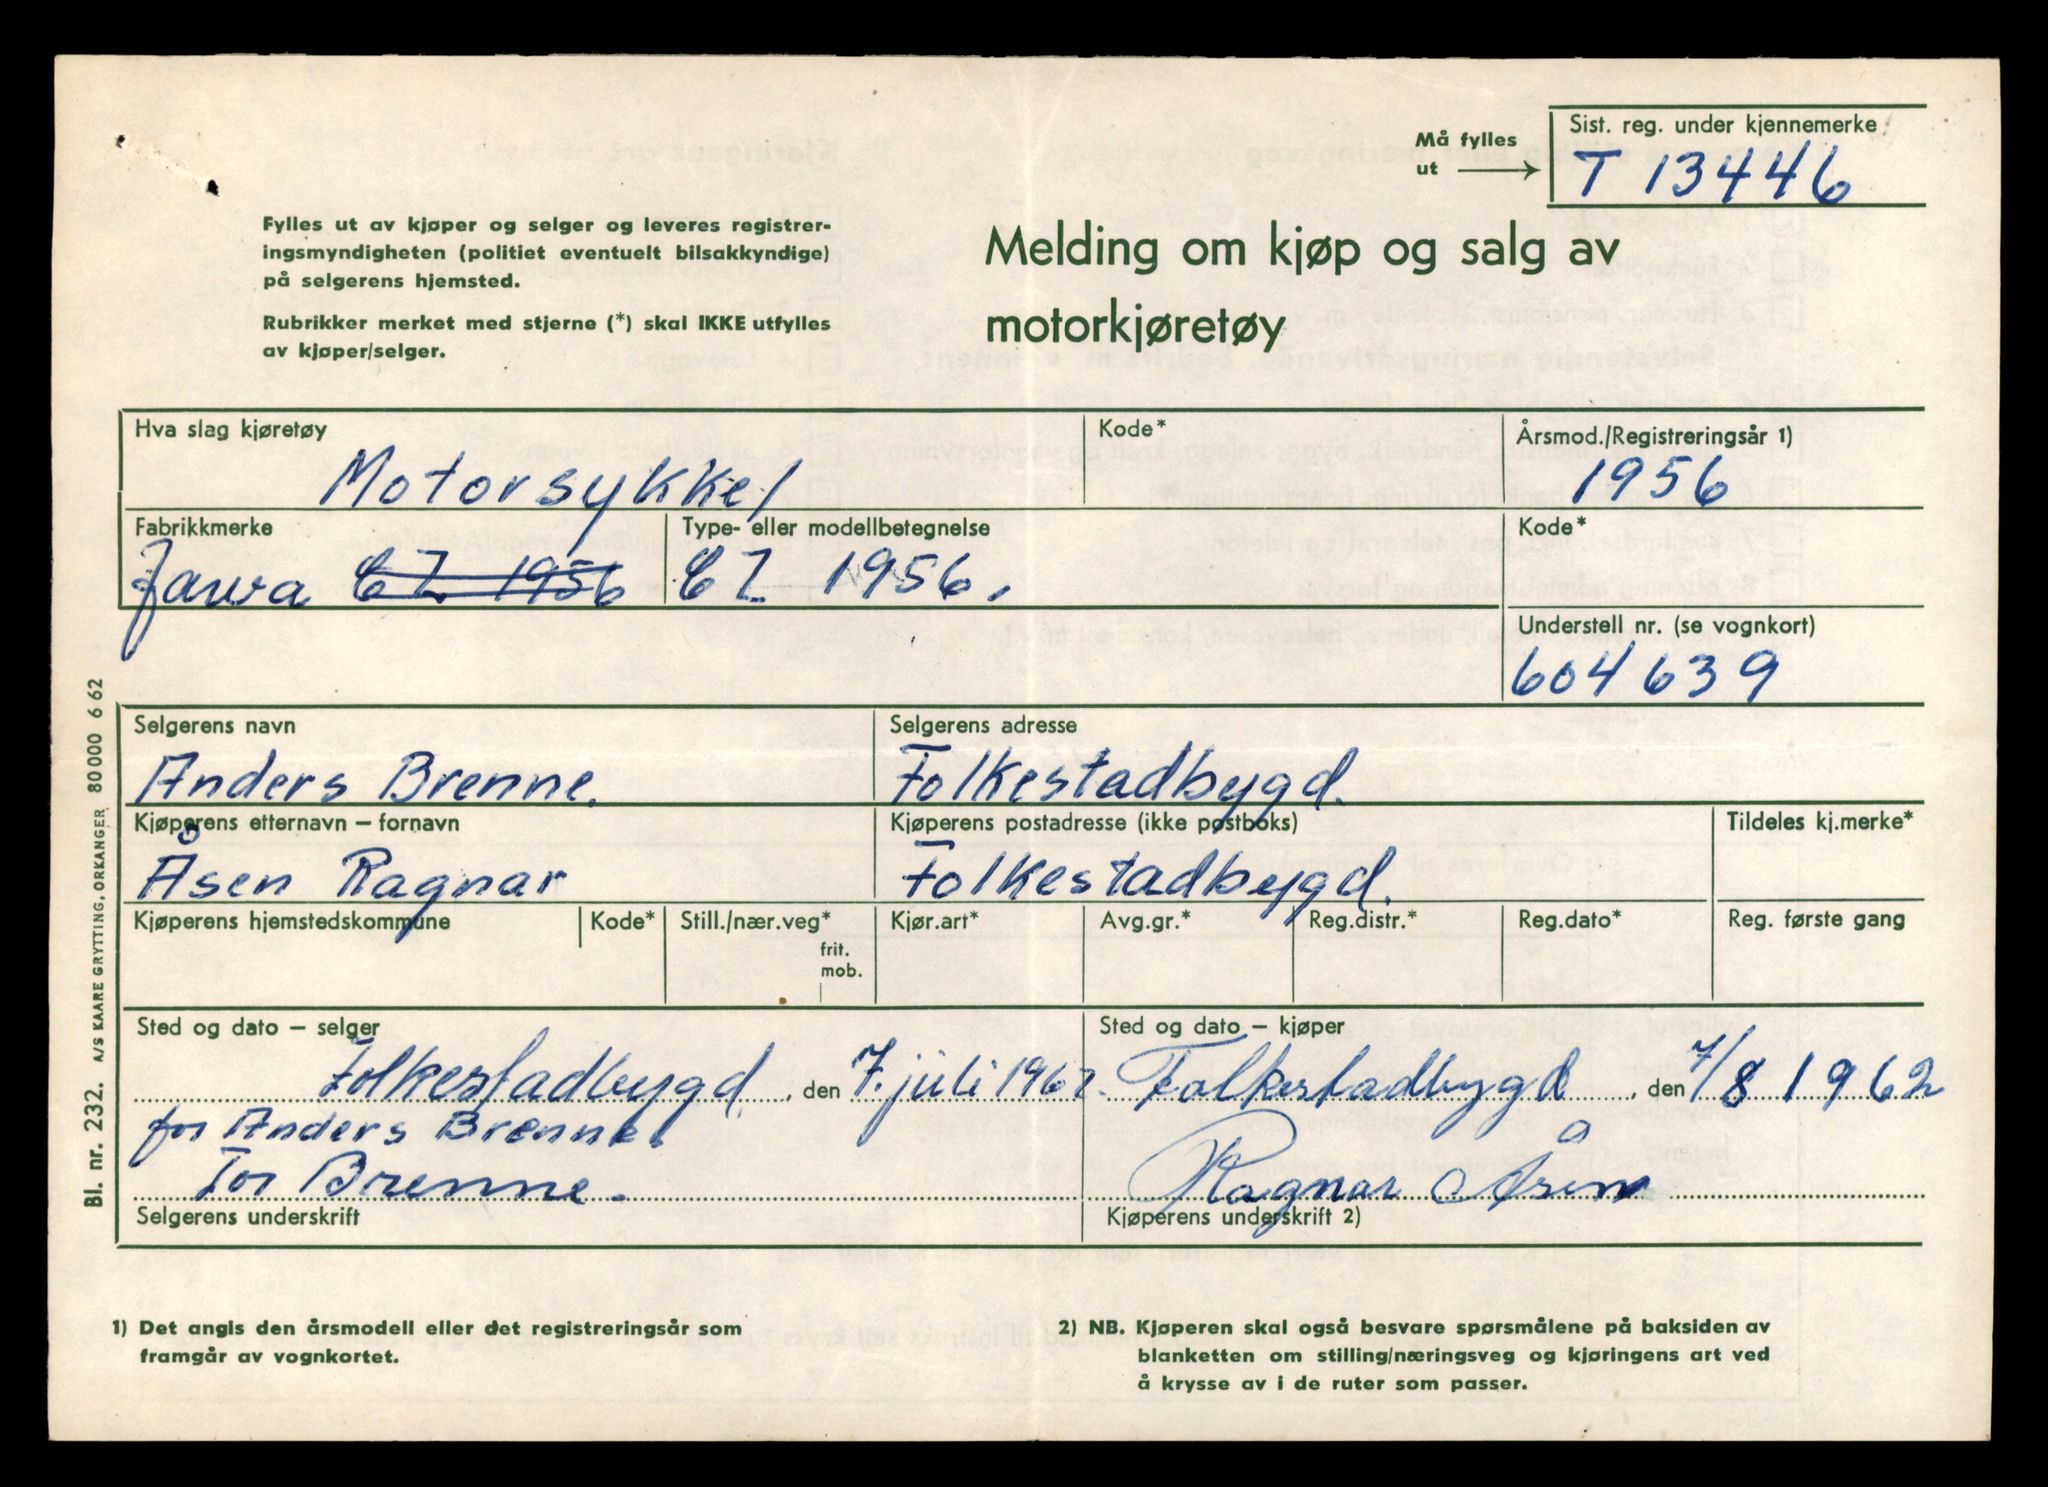 Må fylles
ut
Sist. reg. under kjennemerke
T 13446
Fylles ut av kjøper og selger og leveres registrer-
ingsmyndigheten (politiet eventuelt bilsakkyndige)
på selgerens hjemsted.
Rubrikker merket med stjerne (*) skal IKKE utfylles
av kjøper/selger.
Melding om kjøp og salg av
motorkjøretøy
Hva slag kjøretøy
Motorsykkel
Kode*
Årsmod./Registreringsår 1)
1956
Fabrikkmerke
Jawa CZ 1956
Type- eller modellbetegnelse
CZ 1956.
Kode*
Understell nr. (se vognkort)
604639
Selgerens navn
Anders Brenne.
Selgerens adresse
Folkestadbygd.
Kjøperens etternavn – fornavn
Åsen Ragnar
Kjøperens postadresse (ikke postboks)
Folkestadbygd.
Tildeles kj.merke*
Kjøperens hjemstedskommune
Kode*
Still./nær.veg*
frit.
mob.
Kjør.art*
Avg.gr.*
Reg.distr.*
Reg.dato*
Reg. første gang
Sted og dato – selger
Folkestadbygd, den 7. juli 1962.
for Anders Brenne.
Tor Brenne.
Selgerens underskrift
Sted og dato – kjøper
Folkestadbygd, den 7/8 1962
Ragnar Åsen
Kjøperens underskrift 2)
Bl. nr. 232. A/S KAARE GRYTTING, ORKANGER 80000 6 62
1) Det angis den årsmodell eller det registreringsår som
framgår av vognkortet.
2) NB. Kjøperen skal også besvare spørsmålene på baksiden av
blanketten om stilling/næringsveg og kjøringens art ved
å krysse av i de ruter som passer.